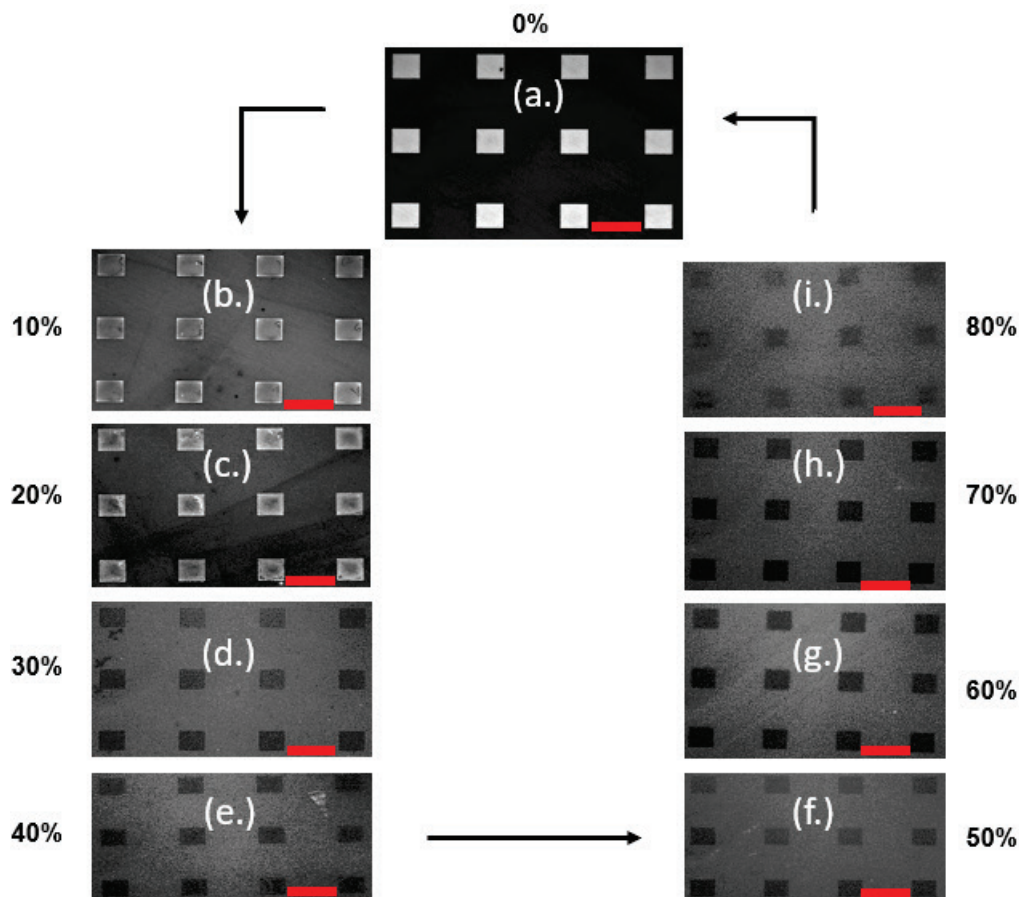 0%
(a.)
10%
(b.)
20%
(c.)
30%
(d.)
40%
(e.)
(i.)
80%
(h.)
70%
(g.)
60%
(f.)
50%